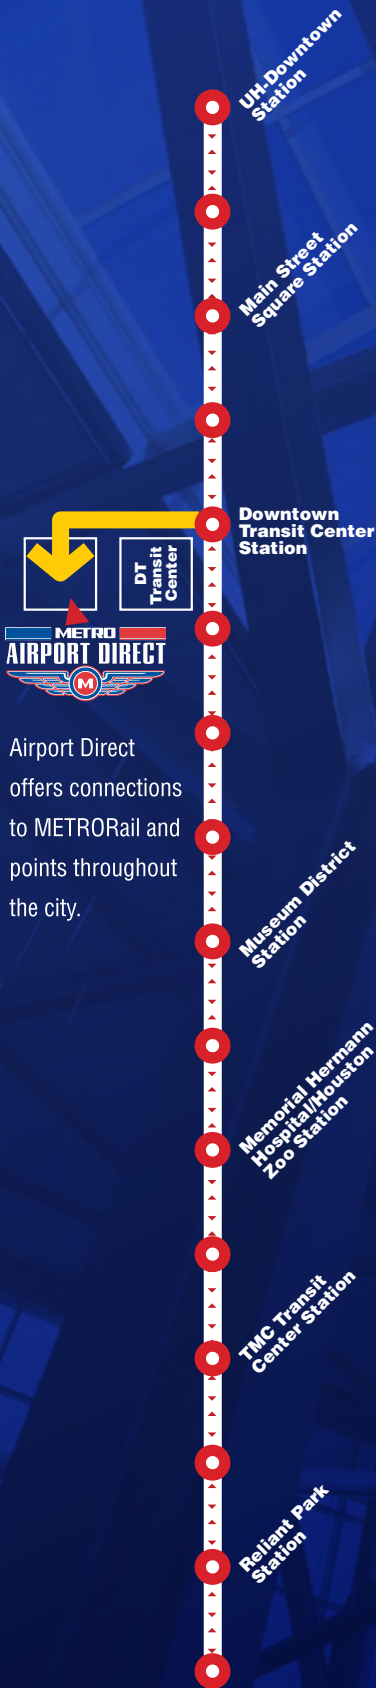 UH-Downtown
Station
Main Street
Square Station
Downtown
Transit Center
Station
DT
Transit
Center
METRO
AIRPORT DIRECT
M
Airport Direct
offers connections
to METRORail and
points throughout
the city.
Museum District
Station
Memorial Hermann
Hospital/Houston
Zoo Station
TMC Transit
Center Station
Reliant Park
Station